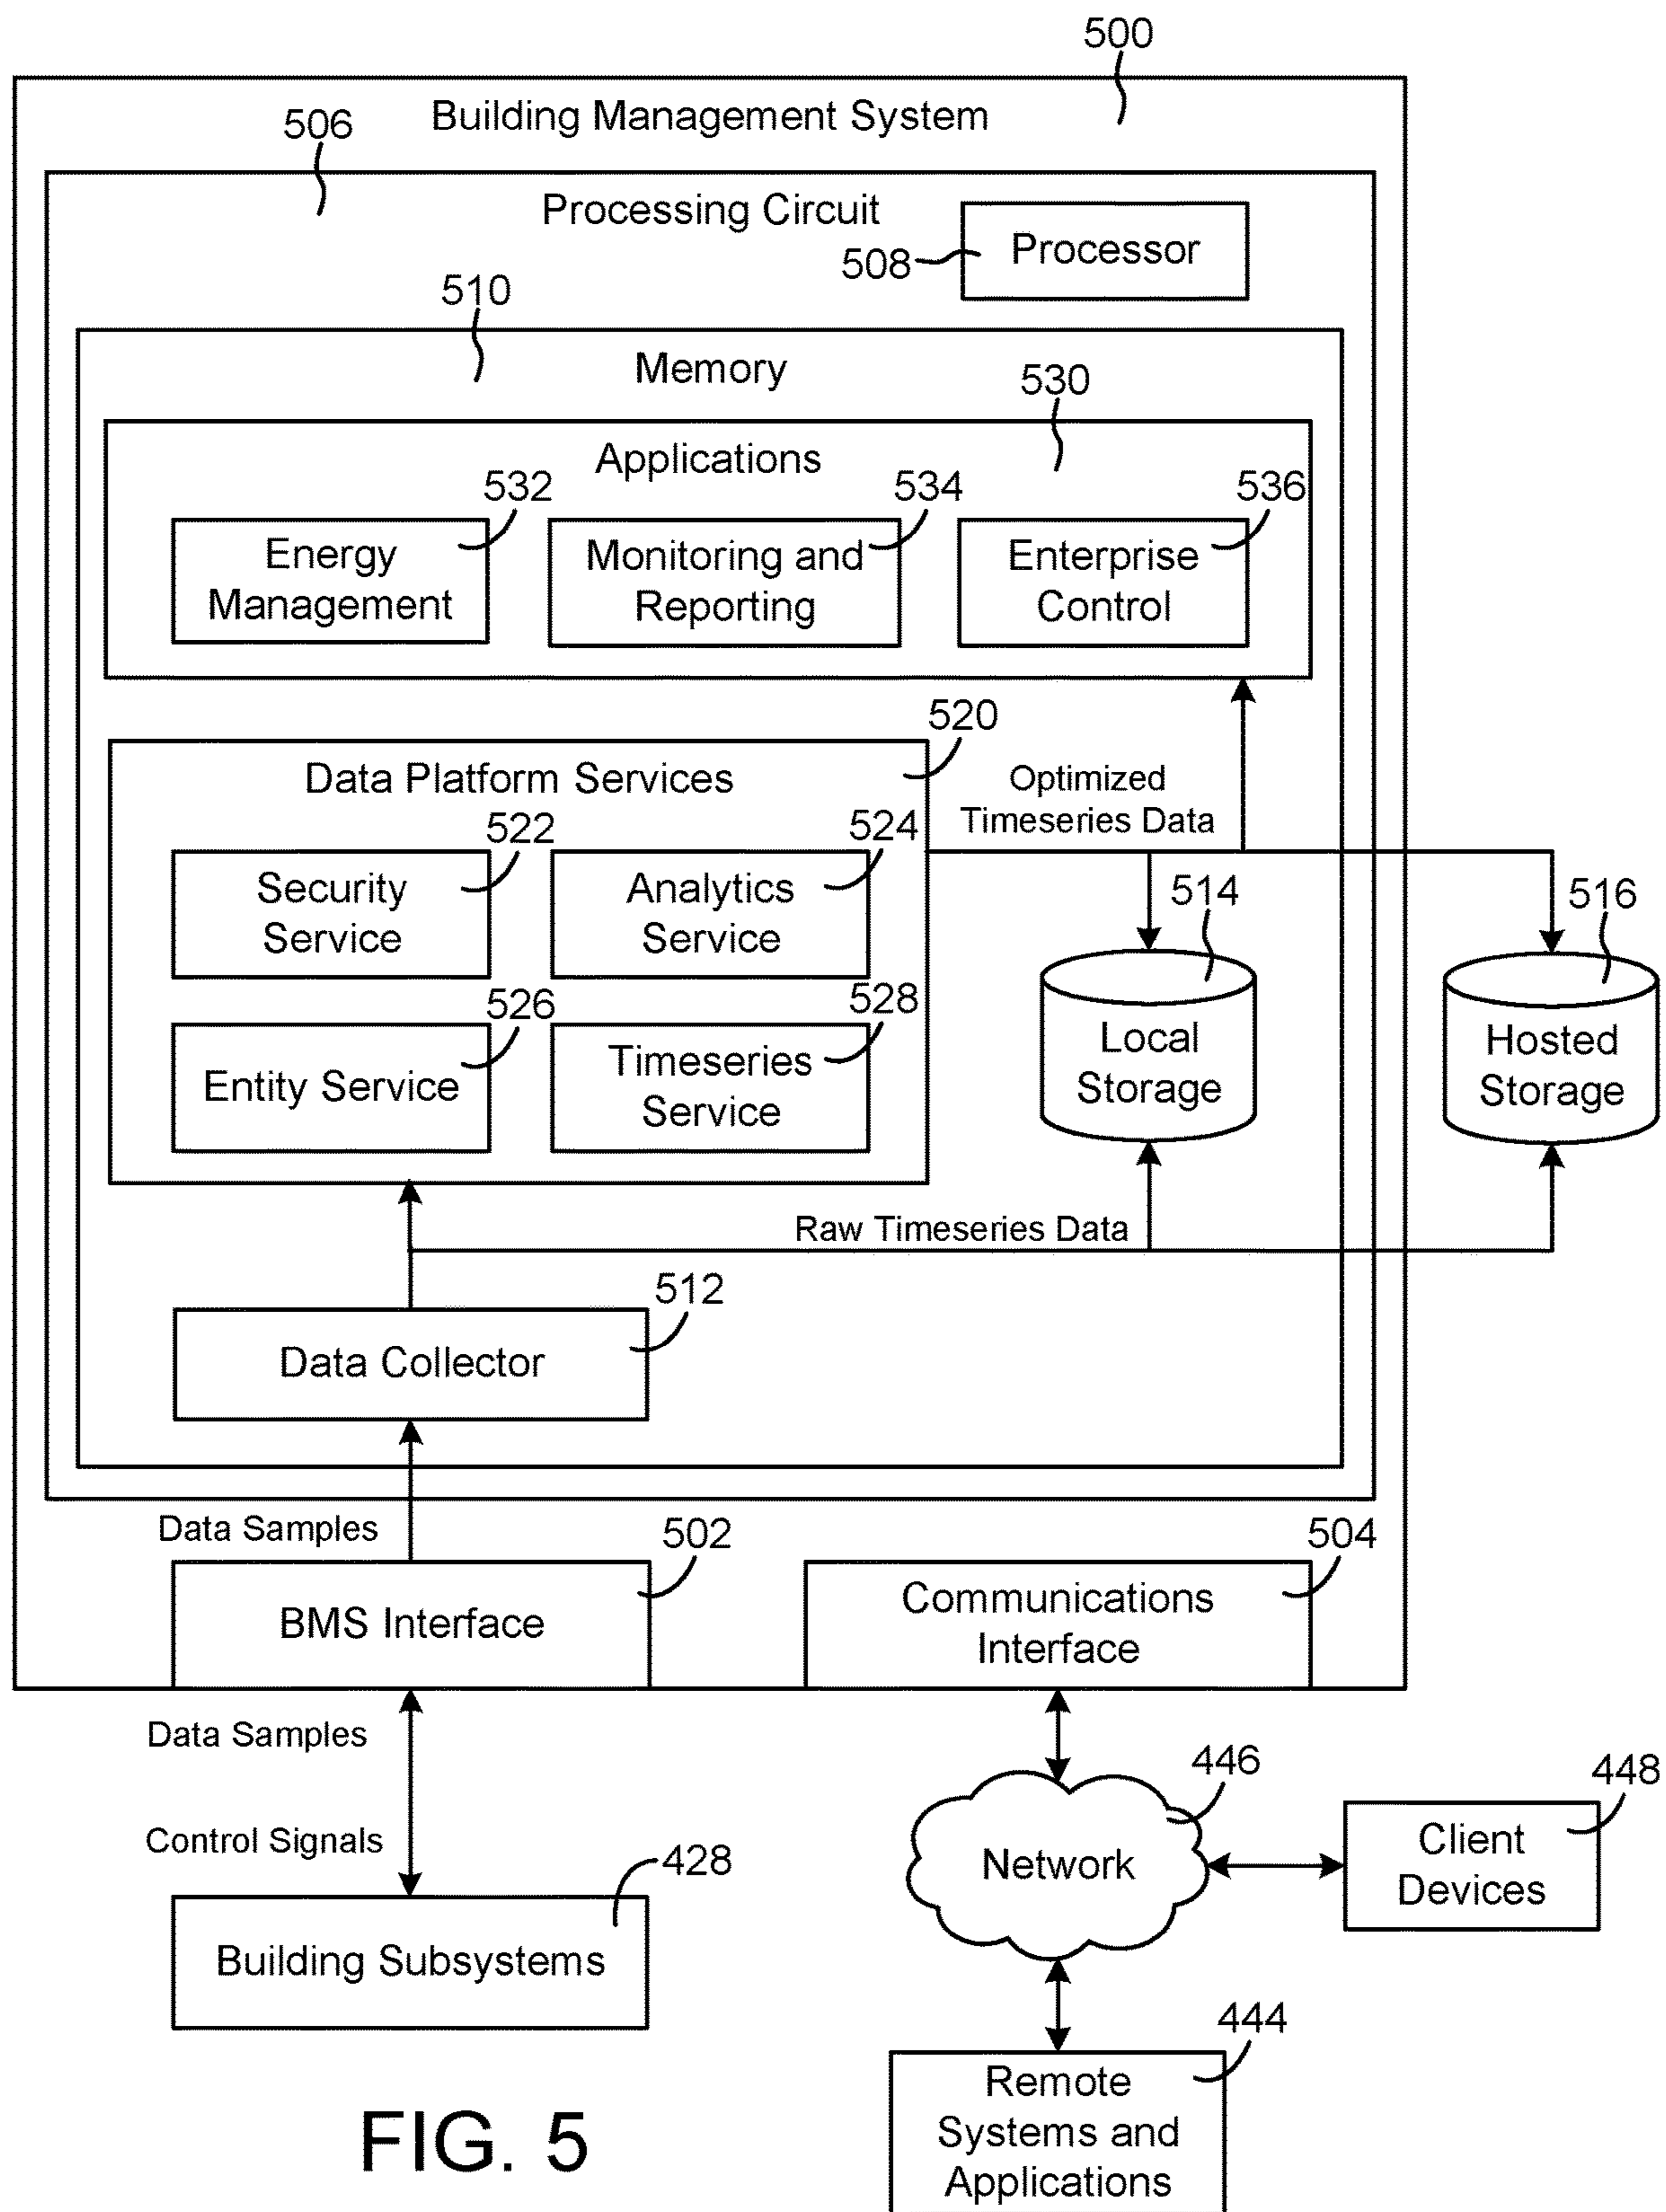 500
Building Management System
506
Processing Circuit
508
Processor
510
Memory
530
Applications
532
534
536
Energy
Management
Monitoring and
Reporting
Enterprise
Control
520
Data Platform Services
Optimized
Timeseries Data
522
524
Security
Service
Analytics
Service
514
516
526
528
Entity Service
Timeseries
Service
Local
Storage
Hosted
Storage
Raw Timeseries Data
512
Data Collector
Data Samples
502
504
BMS Interface
Communications
Interface
Data Samples
446
448
Control Signals
428
Network
Client
Devices
Building Subsystems
444
Remote
Systems and
Applications
FIG. 5